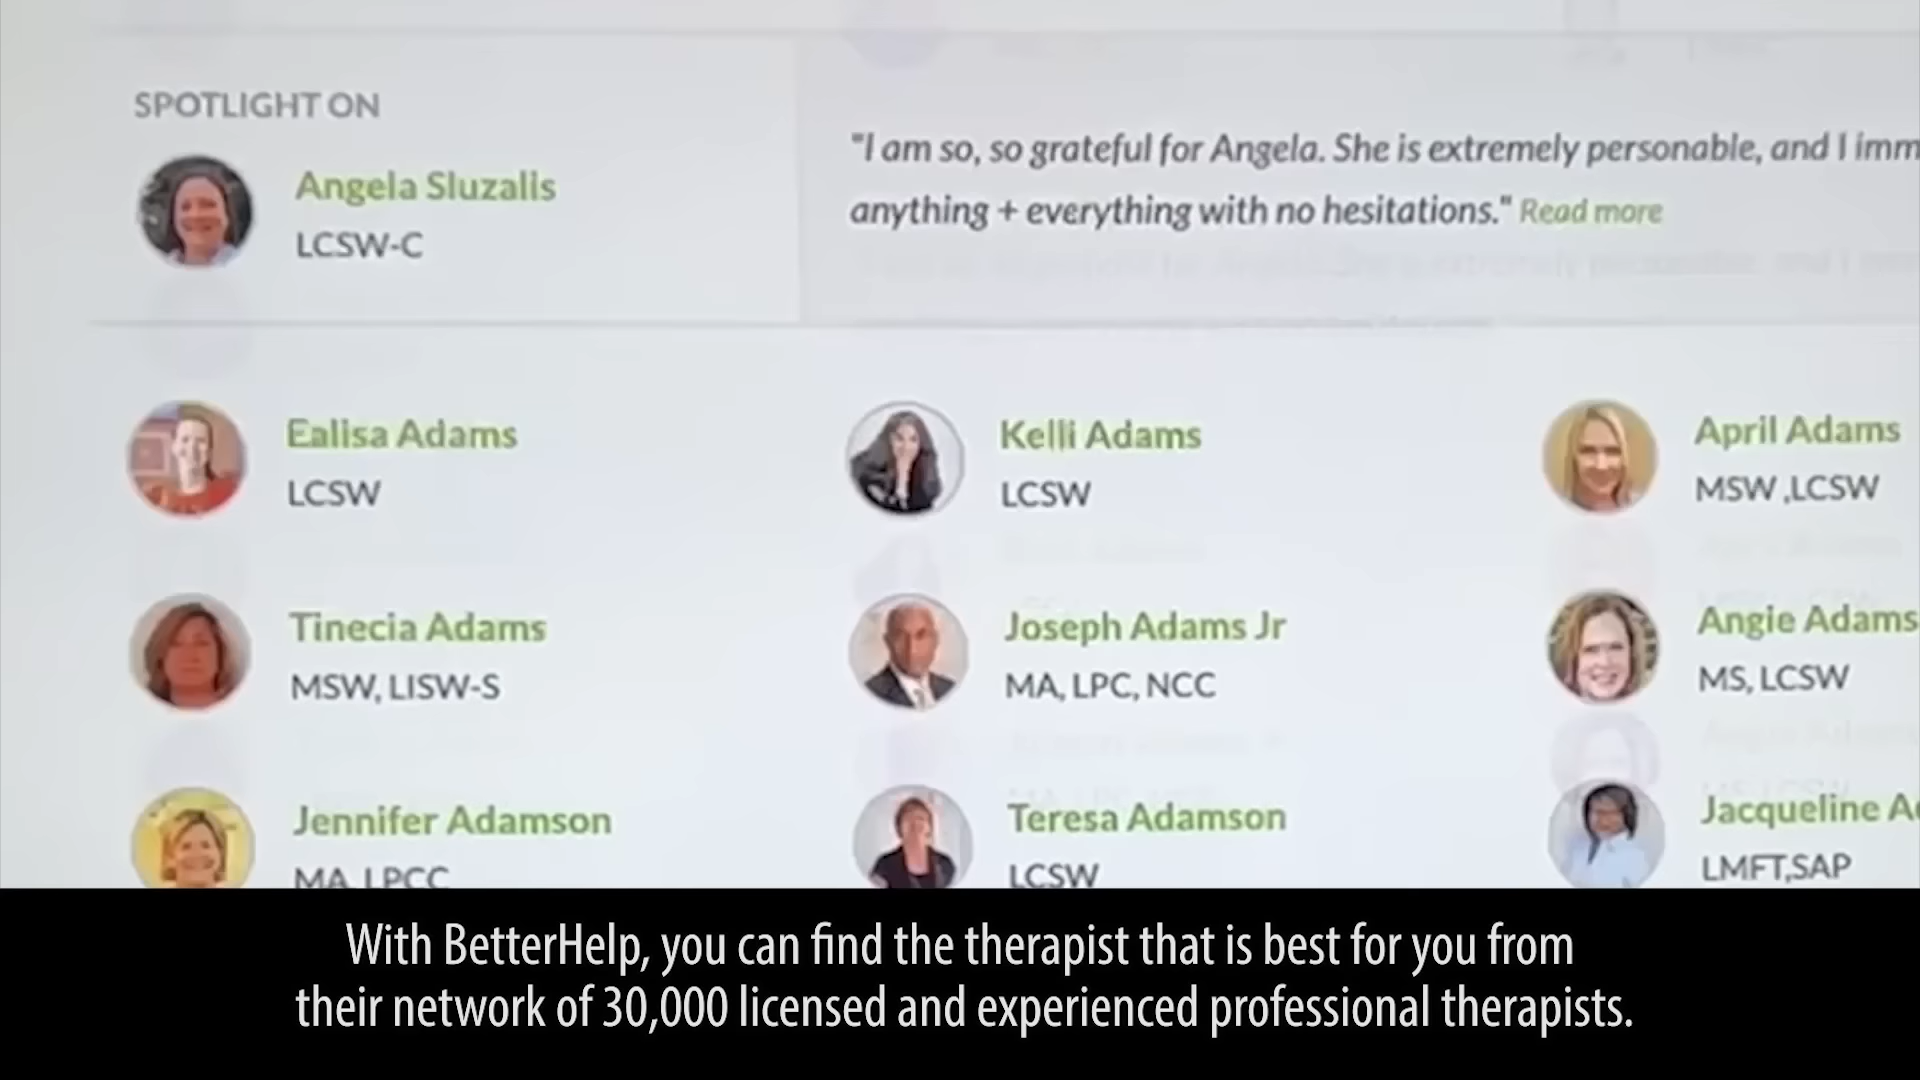 SPOTLIGHT ON
Angela Sluzalis
LCSW-C
"I am so, so grateful for Angela. She is extremely personable, and I imm
anything + everything with no hesitations." Read more
Ealisa Adams
LCSW
Kelli Adams
LCSW
April Adams
MSW ,LCSW
Tinecia Adams
MSW, LISW-S
Joseph Adams Jr
MA, LPC, NCC
Angie Adams
MS, LCSW
Jennifer Adamson
MA, LPCC
Teresa Adamson
LCSW
Jacqueline
LMFT,SAP
With BetterHelp, you can find the therapist that is best for you from
their network of 30,000 licensed and experienced professional therapists.